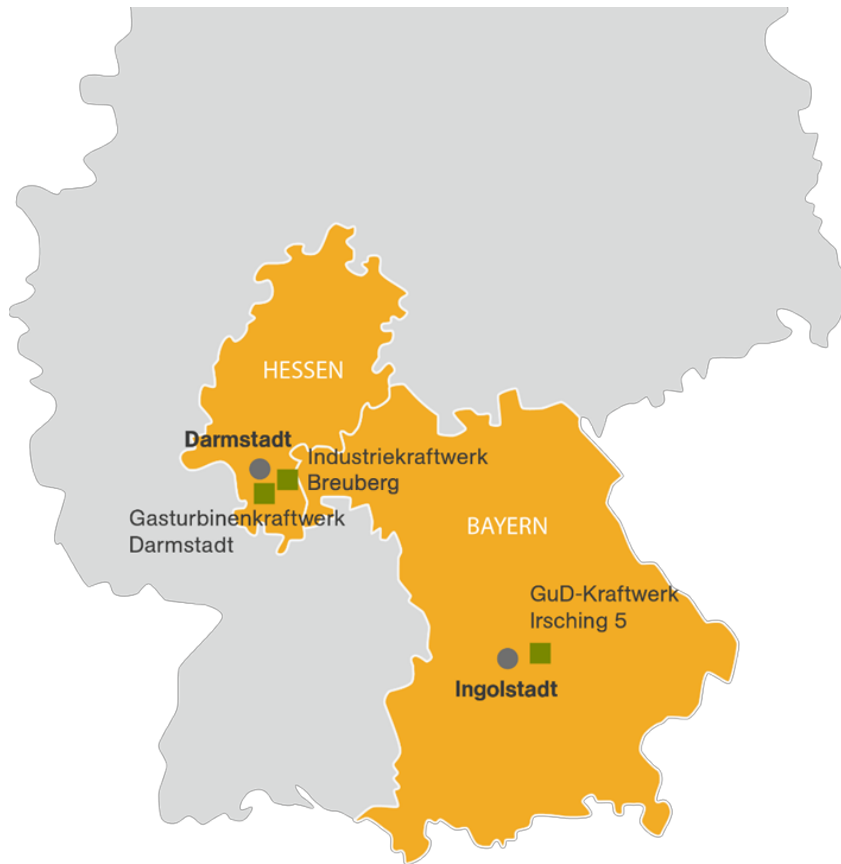 HESSEN
Darmstadt
Industriekraftwerk
Breuberg
Gasturbinenkraftwerk
Darmstadt
BAYERN
GuD-Kraftwerk
Irsching 5
Ingolstadt